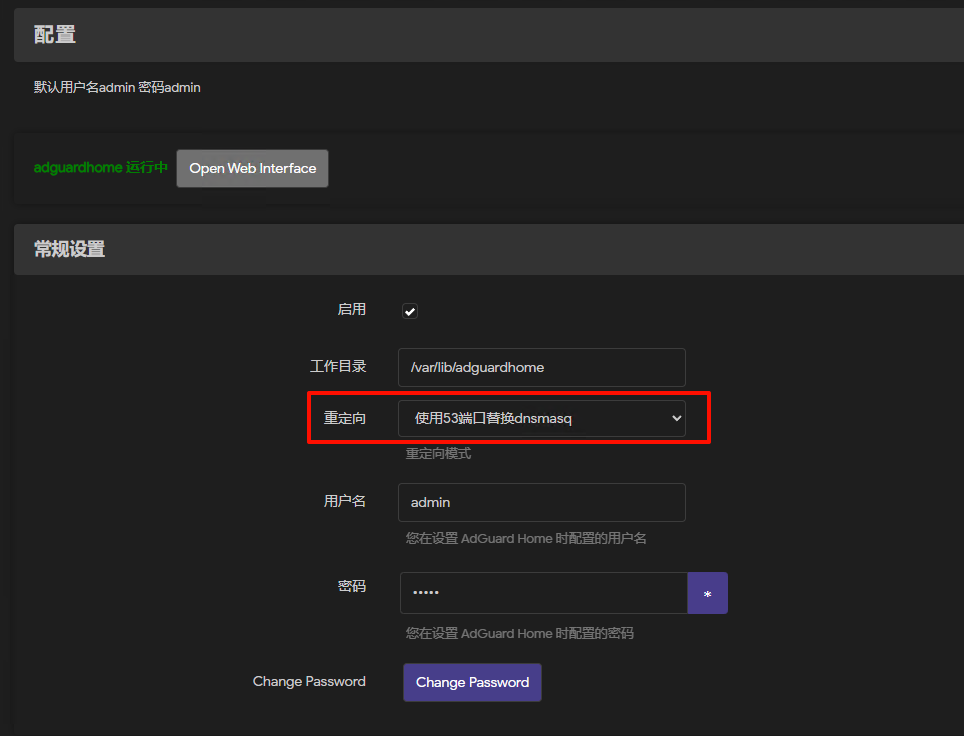 配置
默认用户名admin 密码admin
adguardhome 运行中 Open Web Interface
常规设置
启用
工作目录 /var/lib/adguardhome
重定向 使用53端口替换dnsmasq
重定向模式
用户名 admin
您在设置 AdGuard Home 时配置的用户名
密码 ••••• *
您在设置 AdGuard Home 时配置的密码
Change Password Change Password